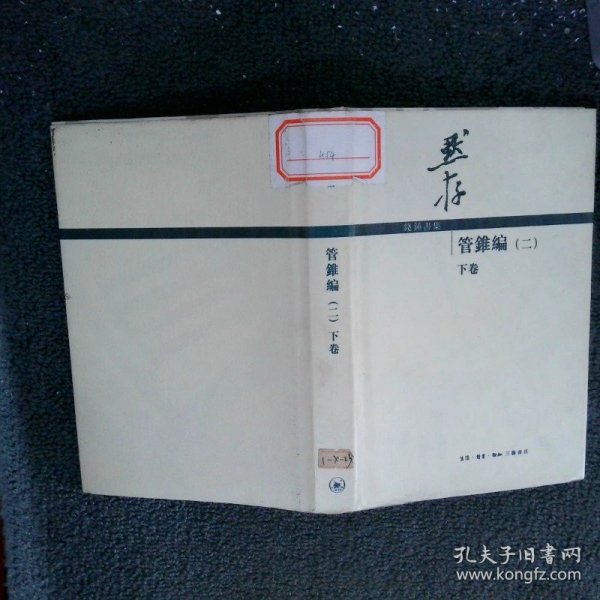 默存
錢鍾書集
管錐編（二）
下卷
管錐編（二）下卷
生活·讀書·新知 三聯書店
孔夫子旧书网
www.kongfz.com